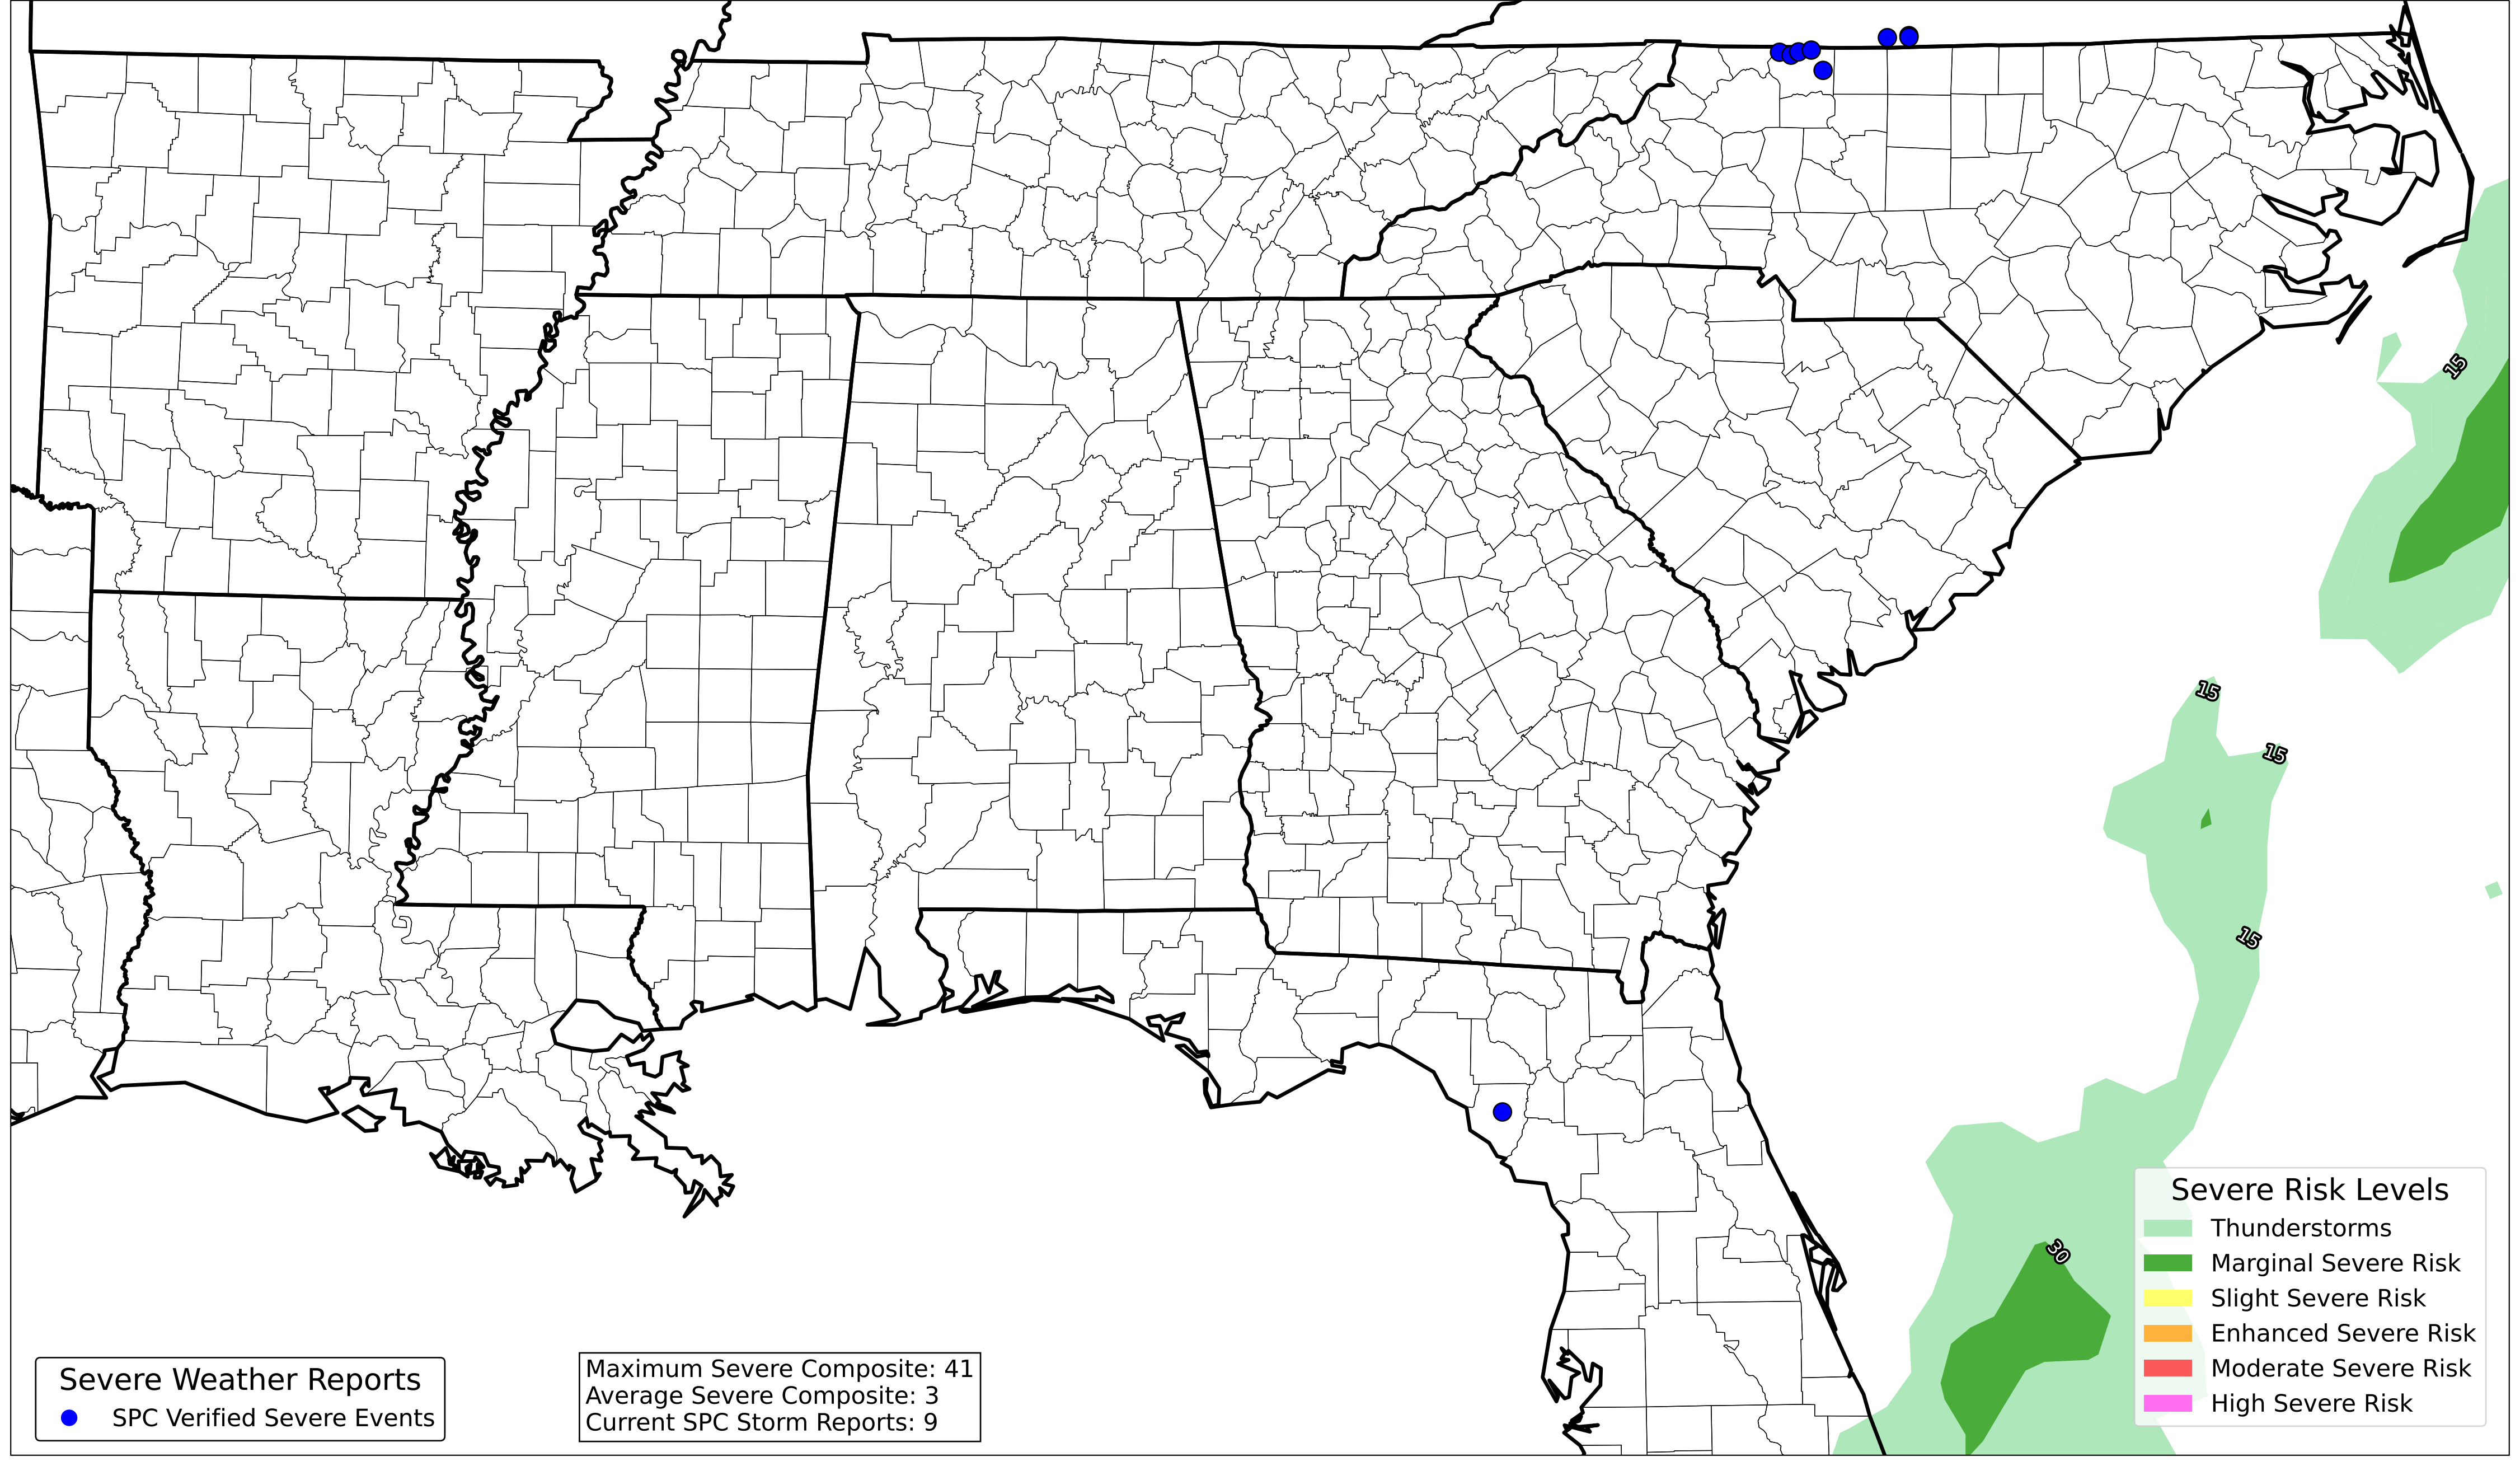 15
15
15
15
30
Severe Risk Levels
Thunderstorms
Marginal Severe Risk
Slight Severe Risk
Enhanced Severe Risk
Moderate Severe Risk
High Severe Risk
Severe Weather Reports
SPC Verified Severe Events
Maximum Severe Composite: 41
Average Severe Composite: 3
Current SPC Storm Reports: 9